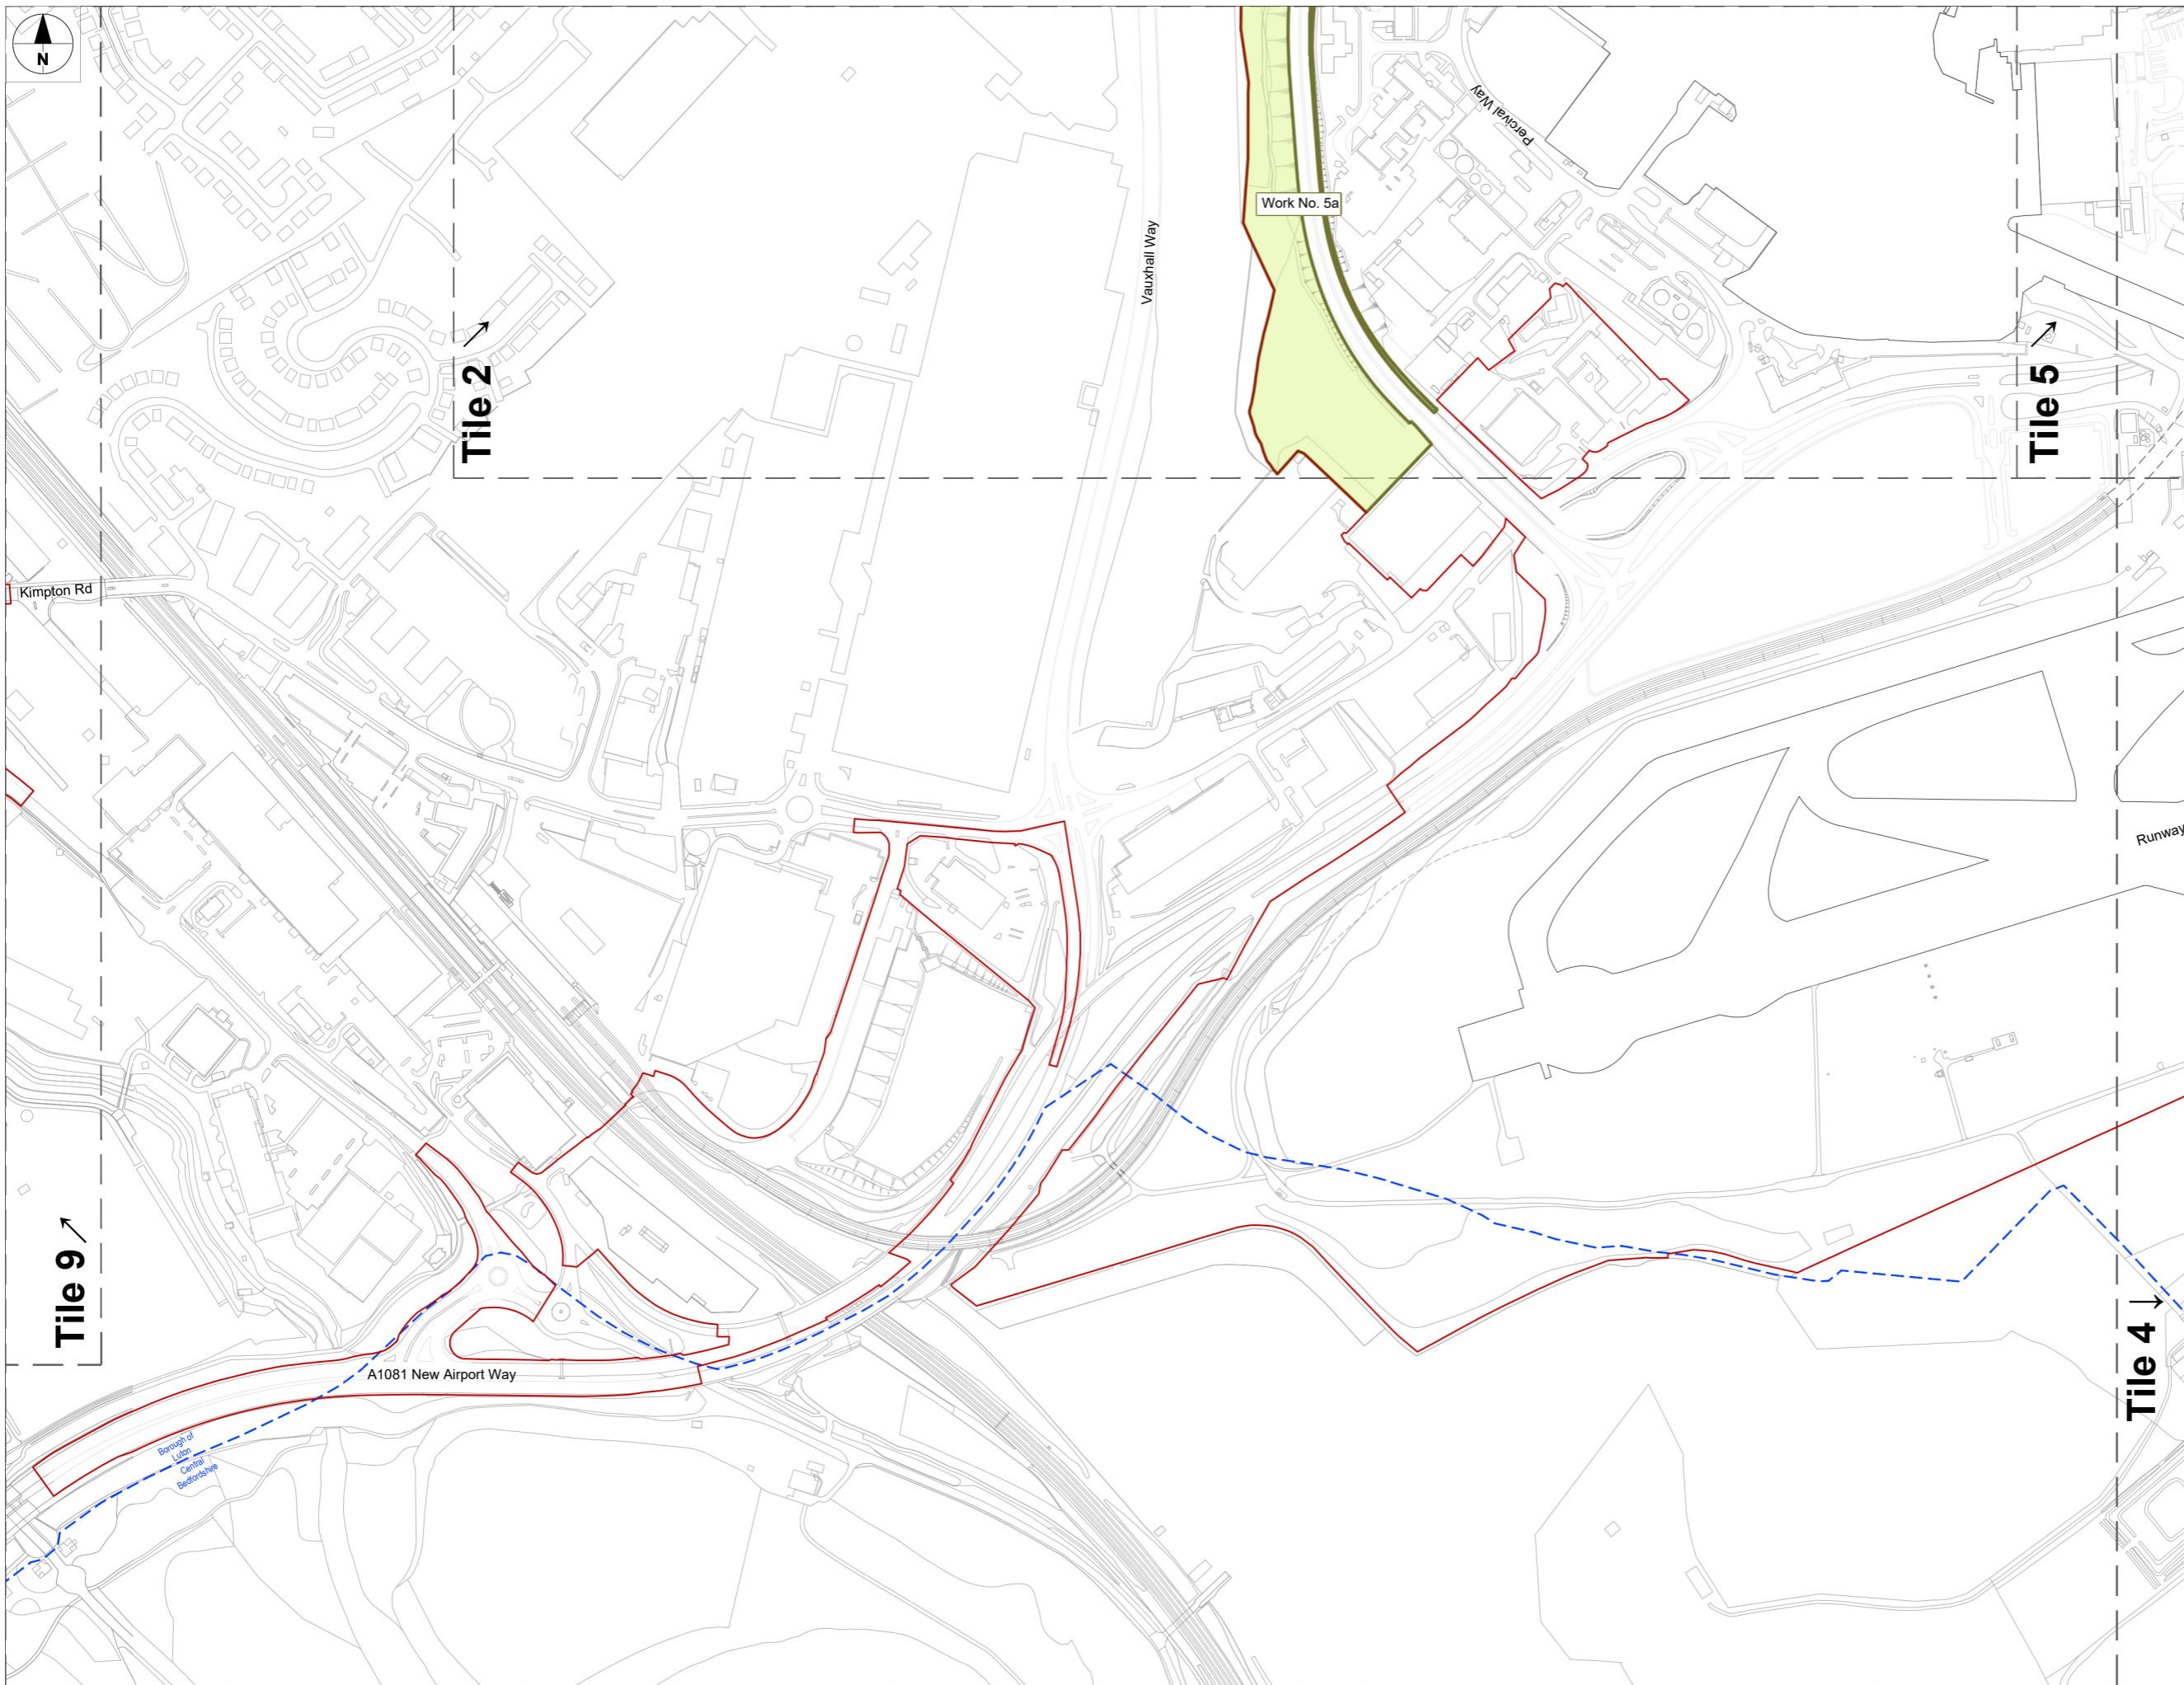 N
Percival Way
Work No. 5a
Vauxhall Way
Tile 2 →
Tile 5 →
Kimpton Rd
Runway
Tile 9 →
Tile 4 →
A1081 New Airport Way
Borough of
Luton
Central
Bedfordshire